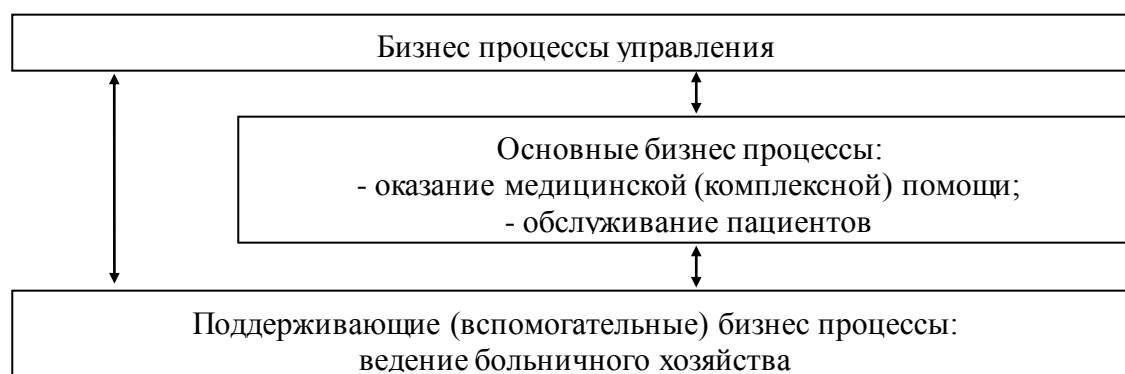 Бизнес процессы управления
Основные бизнес процессы:
- оказание медицинской (комплексной) помощи;
- обслуживание пациентов
Поддерживающие (вспомогательные) бизнес процессы:
ведение больничного хозяйства